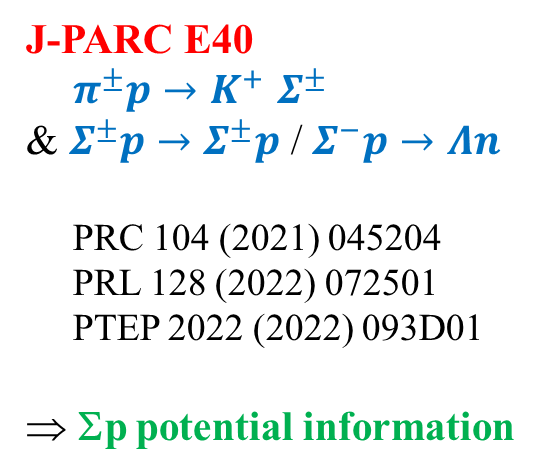 J-PARC E40
π±p → K⁺ Σ±
& Σ±p → Σ±p / Σ⁻p → Λn
PRC 104 (2021) 045204
PRL 128 (2022) 072501
PTEP 2022 (2022) 093D01
⇒ Σp potential information